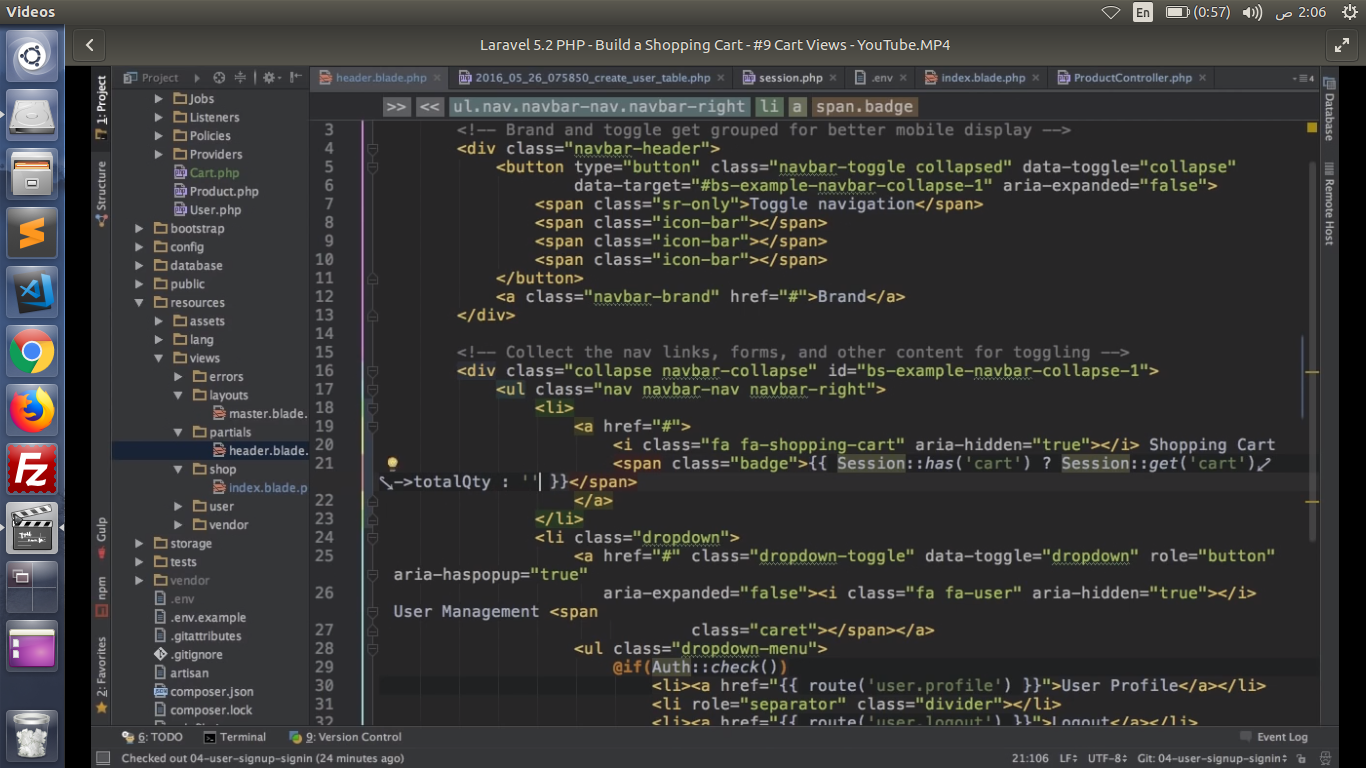 Videos
En
(0:57)
ص 2:06
Laravel 5.2 PHP - Build a Shopping Cart - #9 Cart Views - YouTube.MP4
Project
header.blade.php
2016_05_26_075850_create_user_table.php
session.php
.env
index.blade.php
ProductController.php
>> << ul.nav.navbar-nav.navbar-right li a span.badge
1: Project
Structure
Gulp
npm
2: Favorites
Database
Remote Host
Jobs
Listeners
Policies
Providers
Cart.php
Product.php
User.php
bootstrap
config
database
public
resources
assets
lang
views
errors
layouts
master.blade.
partials
header.blade.
shop
index.blade.p
user
vendor
storage
tests
vendor
.env
.env.example
.gitattributes
.gitignore
artisan
composer.json
composer.lock
3 <!-- Brand and toggle get grouped for better mobile display -->
4 <div class="navbar-header">
5 <button type="button" class="navbar-toggle collapsed" data-toggle="collapse"
6 data-target="#bs-example-navbar-collapse-1" aria-expanded="false">
7 <span class="sr-only">Toggle navigation</span>
8 <span class="icon-bar"></span>
9 <span class="icon-bar"></span>
10 <span class="icon-bar"></span>
11 </button>
12 <a class="navbar-brand" href="#">Brand</a>
13 </div>
14
15 <!-- Collect the nav links, forms, and other content for toggling -->
16 <div class="collapse navbar-collapse" id="bs-example-navbar-collapse-1">
17 <ul class="nav navbar-nav navbar-right">
18 <li>
19 <a href="#">
20 <i class="fa fa-shopping-cart" aria-hidden="true"></i> Shopping Cart
21 <span class="badge">{{ Session::has('cart') ? Session::get('cart')
->totalQty : '' }}</span>
22 </a>
23 </li>
24 <li class="dropdown">
25 <a href="#" class="dropdown-toggle" data-toggle="dropdown" role="button"
aria-haspopup="true"
26 aria-expanded="false"><i class="fa fa-user" aria-hidden="true"></i>
User Management <span
27 class="caret"></span></a>
28 <ul class="dropdown-menu">
29 @if(Auth::check())
30 <li><a href="{{ route('user.profile') }}">User Profile</a></li>
31 <li role="separator" class="divider"></li>
32 <li><a href="{{ route('user.logout') }}">Logout</a></li>
6: TODO
Terminal
9: Version Control
Event Log
Checked out 04-user-signup-signin (24 minutes ago)
21:106
LF
UTF-8
Git: 04-user-signup-signin